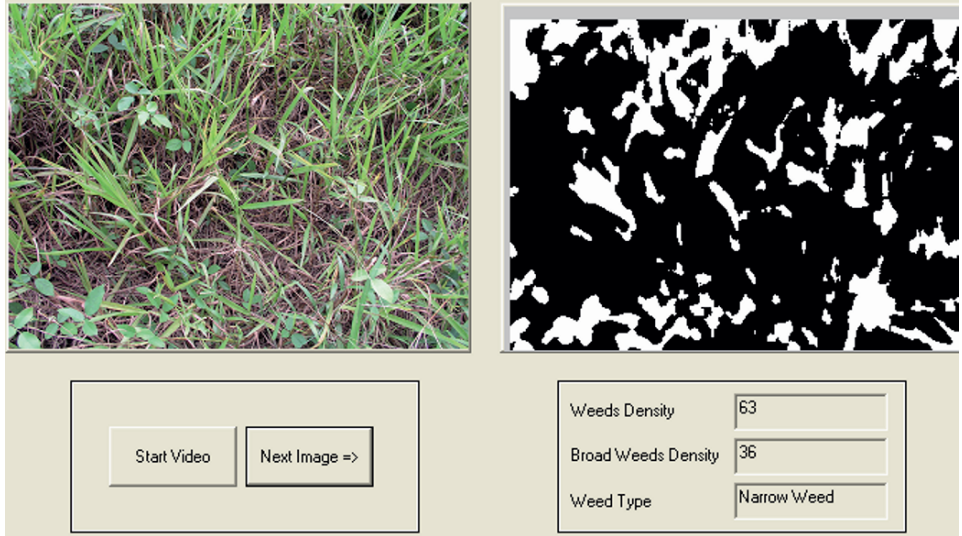 Start Video
Next Image =>
Weeds Density
63
Broad Weeds Density
36
Weed Type
Narrow Weed